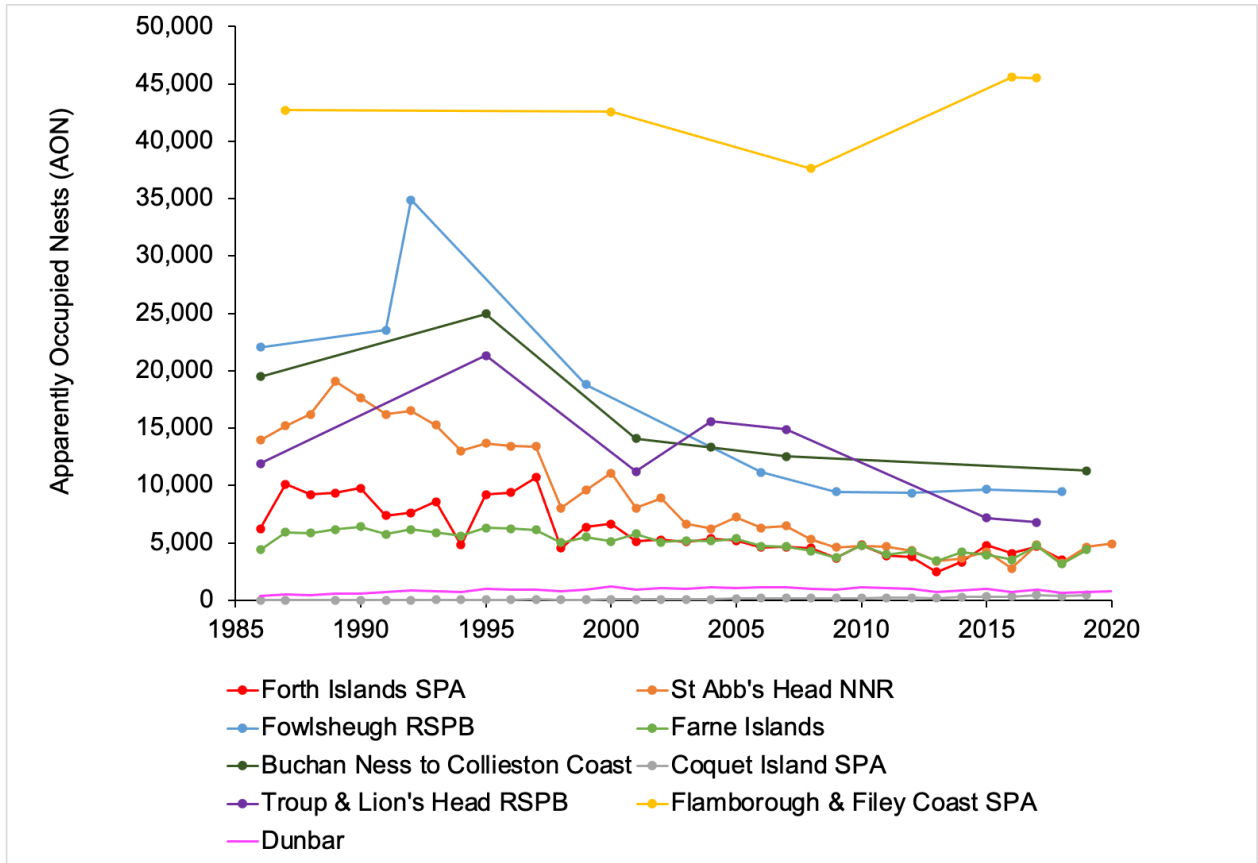 50,000
45,000
40,000
35,000
30,000
25,000
20,000
15,000
10,000
5,000
0
Apparently Occupied Nests (AON)
1985 1990 1995 2000 2005 2010 2015 2020
Forth Islands SPA St Abb's Head NNR
Fowlsheugh RSPB Farne Islands
Buchan Ness to Collieston Coast Coquet Island SPA
Troup & Lion's Head RSPB Flamborough & Filey Coast SPA
Dunbar